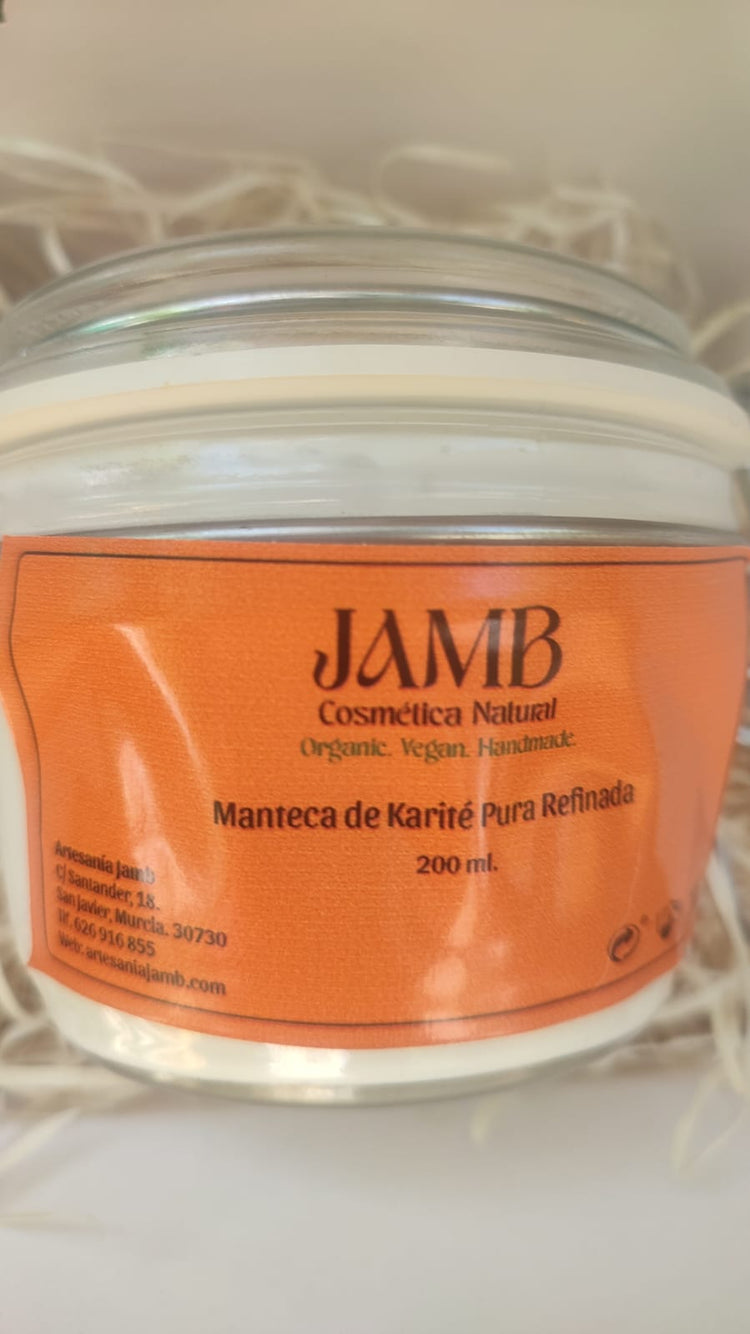 JAMB
Cosmética Natural
Organic. Vegan. Handmade.
Manteca de Karité Pura Refinada
200 ml.
Artesanía Jamb
C/ Santander, 18.
San Javier, Murcia. 30730
Tlf. 626 916 855
Web: artesaniajamb.com